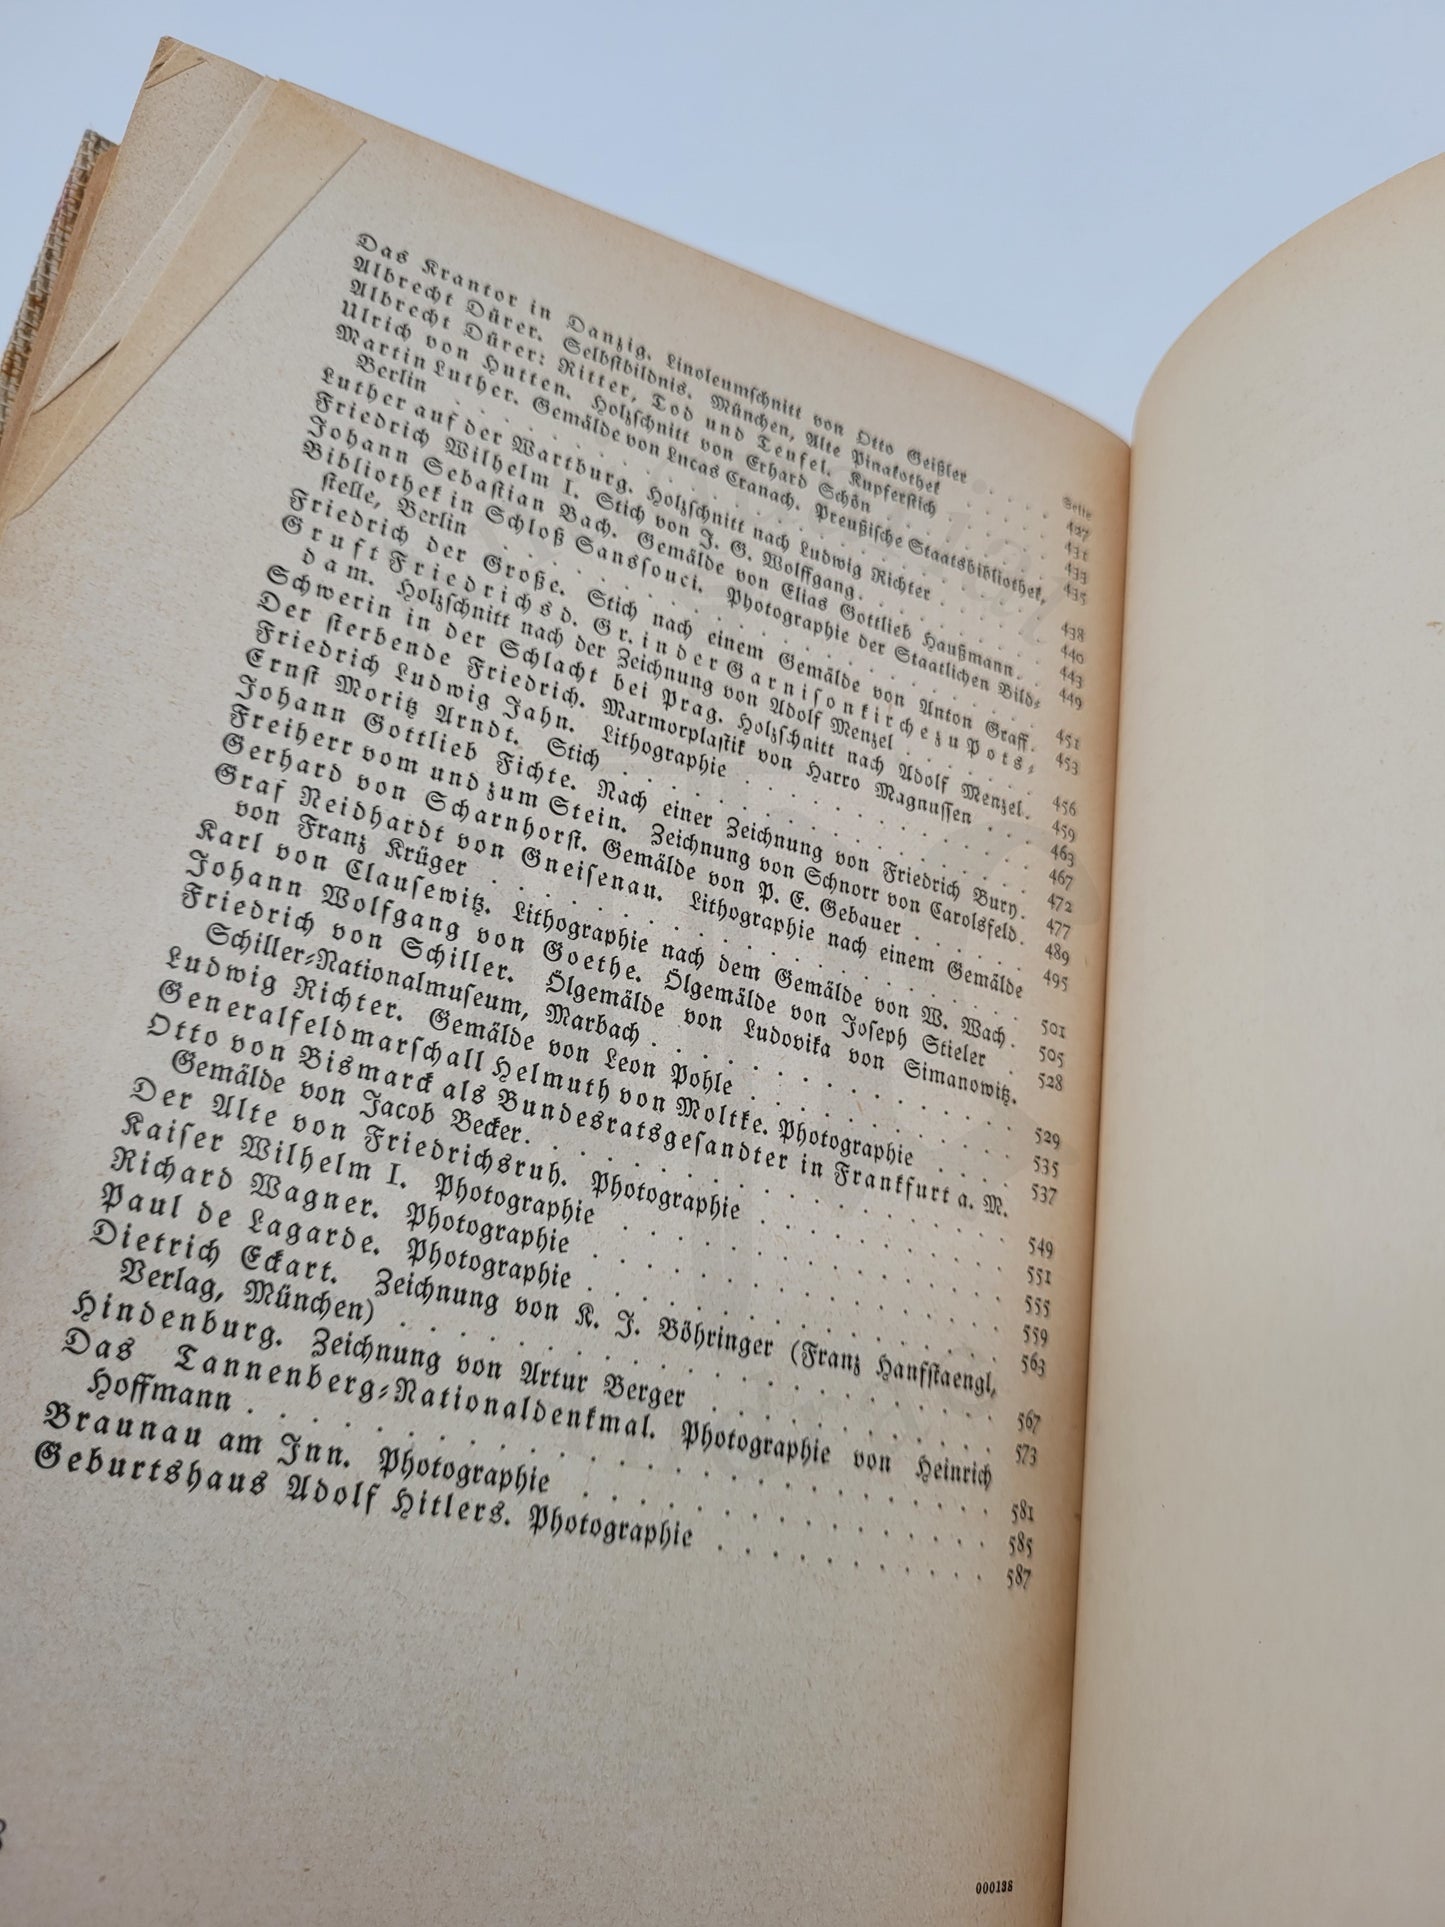 Seite
Das Krantor in Danzig. Linoleumschnitt von Otto Geißler . . . . 427
Albrecht Dürer. Selbstbildnis. München, Alte Pinakothek . . . . 431
Albrecht Dürer: Ritter, Tod und Teufel. Kupferstich . . . . 433
Ulrich von Hutten. Holzschnitt von Erhard Schön . . . . 435
Martin Luther. Gemälde von Lucas Cranach. Preußische Staatsbibliothek,
Berlin . . . . 438
Luther auf der Wartburg. Holzschnitt nach Ludwig Richter . . . . 440
Friedrich Wilhelm I. Stich von J. G. Wolffgang. . . . . 443
Johann Sebastian Bach. Gemälde von Elias Gottlieb Haußmann . . 449
Bibliothek in Schloß Sanssouci. Photographie der Staatlichen Bild-
stelle, Berlin . . . . 451
Friedrich der Große. Stich nach einem Gemälde von Anton Graff. 453
Gruft Friedrichs d. Gr. in der Garnisonkirche zu Pots-
dam. Holzschnitt nach der Zeichnung von Adolf Menzel . . . . 456
Schwerin in der Schlacht bei Prag. Holzschnitt nach Adolf Menzel. 459
Der sterbende Friedrich. Marmorplastik von Harro Magnussen . . . 463
Friedrich Ludwig Jahn. Lithographie . . . . 467
Ernst Moritz Arndt. Stich . . . . 472
Johann Gottlieb Fichte. Nach einer Zeichnung von Friedrich Bury. 477
Freiherr vom und zum Stein. Zeichnung von Schnorr von Carolsfeld. 489
Gerhard von Scharnhorst. Gemälde von P. E. Gebauer . . . . 495
Graf Neidhardt von Gneisenau. Lithographie nach einem Gemälde
von Franz Krüger . . . . 501
Karl von Clausewitz. Lithographie nach dem Gemälde von W. Wach. 505
Johann Wolfgang von Goethe. Ölgemälde von Joseph Stieler . 528
Friedrich von Schiller. Ölgemälde von Ludovika von Simanowitz.
Schiller-Nationalmuseum, Marbach . . . . 529
Ludwig Richter. Gemälde von Leon Pohle . . . . 535
Generalfeldmarschall Helmuth von Moltke. Photographie . . . . 537
Otto von Bismarck als Bundesratsgesandter in Frankfurt a. M.
Gemälde von Jacob Becker. . . . . 549
Der Alte von Friedrichsruh. Photographie . . . . 551
Kaiser Wilhelm I. Photographie . . . . 555
Richard Wagner. Photographie . . . . 559
Paul de Lagarde. Photographie . . . . 563
Dietrich Eckart. Zeichnung von K. J. Böhringer (Franz Hanfstaengl,
Verlag, München) . . . . 567
Hindenburg. Zeichnung von Artur Berger . . . . 573
Das Tannenberg-Nationaldenkmal. Photographie von Heinrich
Hoffmann . . . . 581
Braunau am Inn. Photographie . . . . 585
Geburtshaus Adolf Hitlers. Photographie . . . . 587
000138